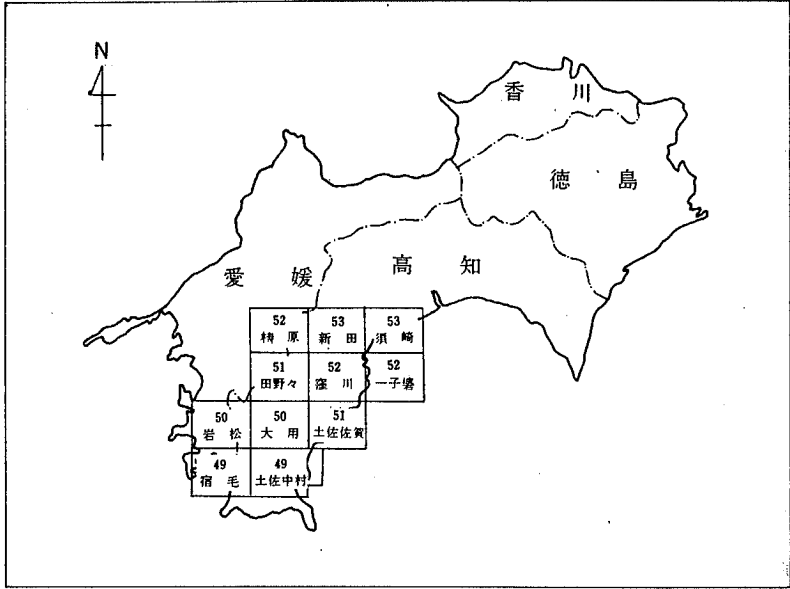 N
香川
徳島
愛媛
高知
52
梼原
53
新田
53
須崎
51
田野々
52
窪川
52
一子碆
50
岩松
50
大用
51
土佐佐賀
49
宿毛
49
土佐中村